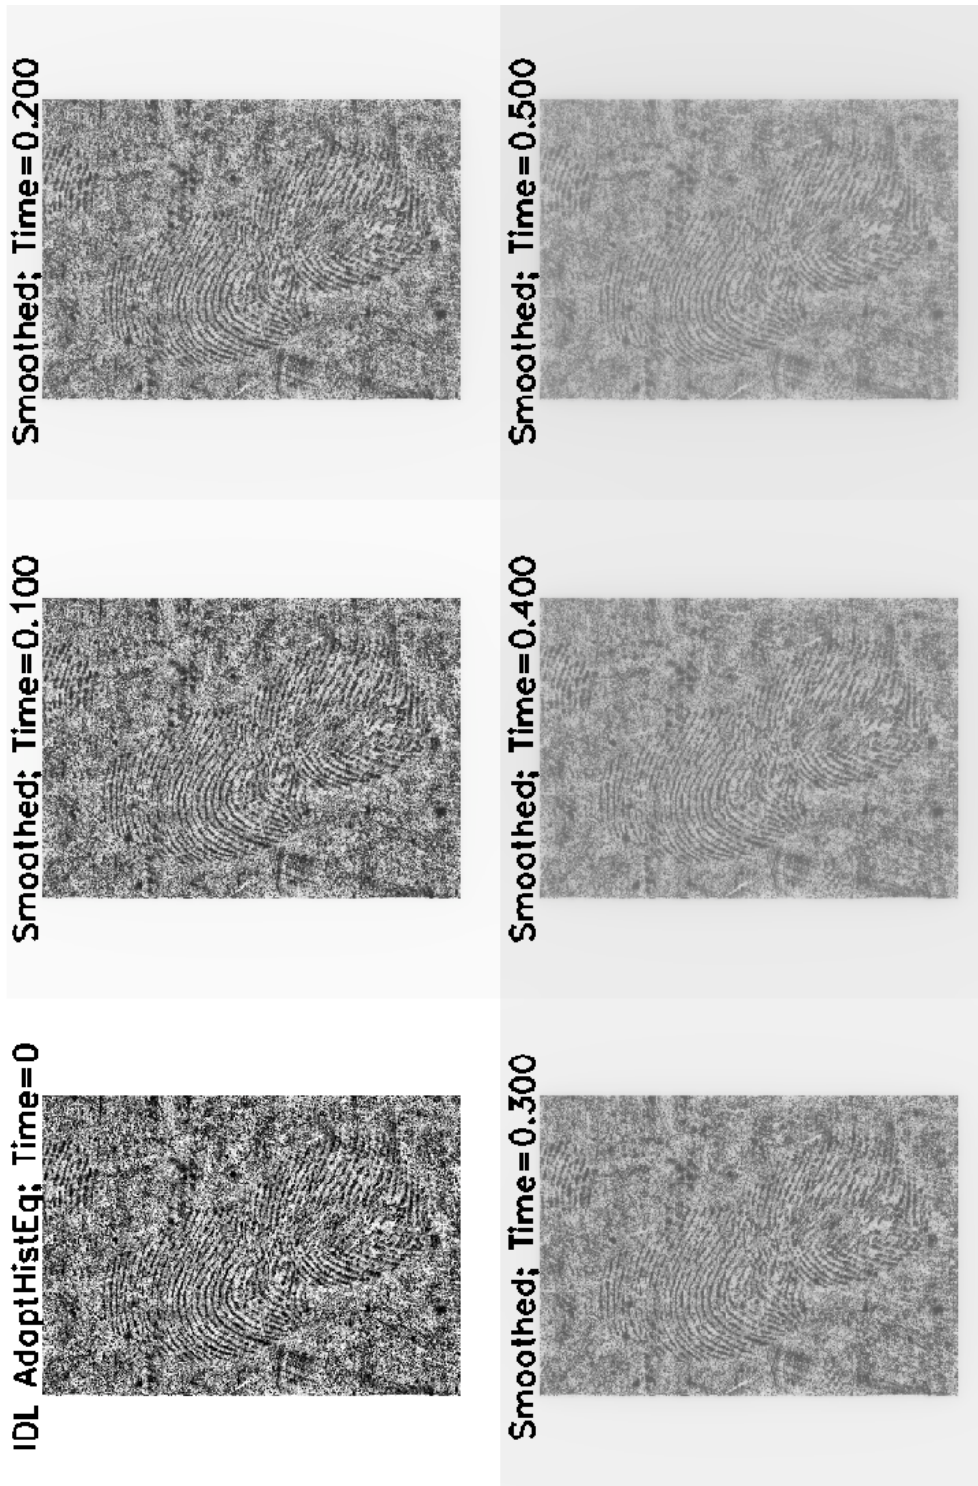 IDL AdaptHistEq; Time=0
Smoothed; Time=0.100
Smoothed; Time=0.200
Smoothed; Time=0.300
Smoothed; Time=0.400
Smoothed; Time=0.500